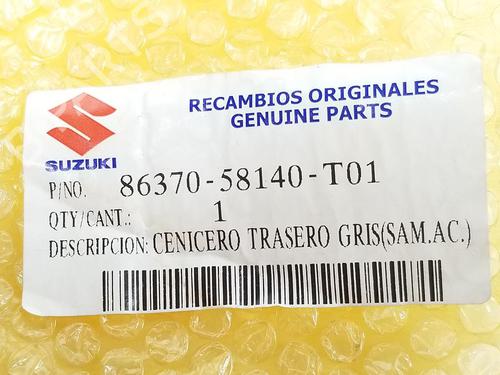 RECAMBIOS ORIGINALES
GENUINE PARTS
SUZUKI
P/NO. 86370-58140-T01
QTY/CANT.: 1
DESCRIPCION: CENICERO TRASERO GRIS(SAM.AC.)